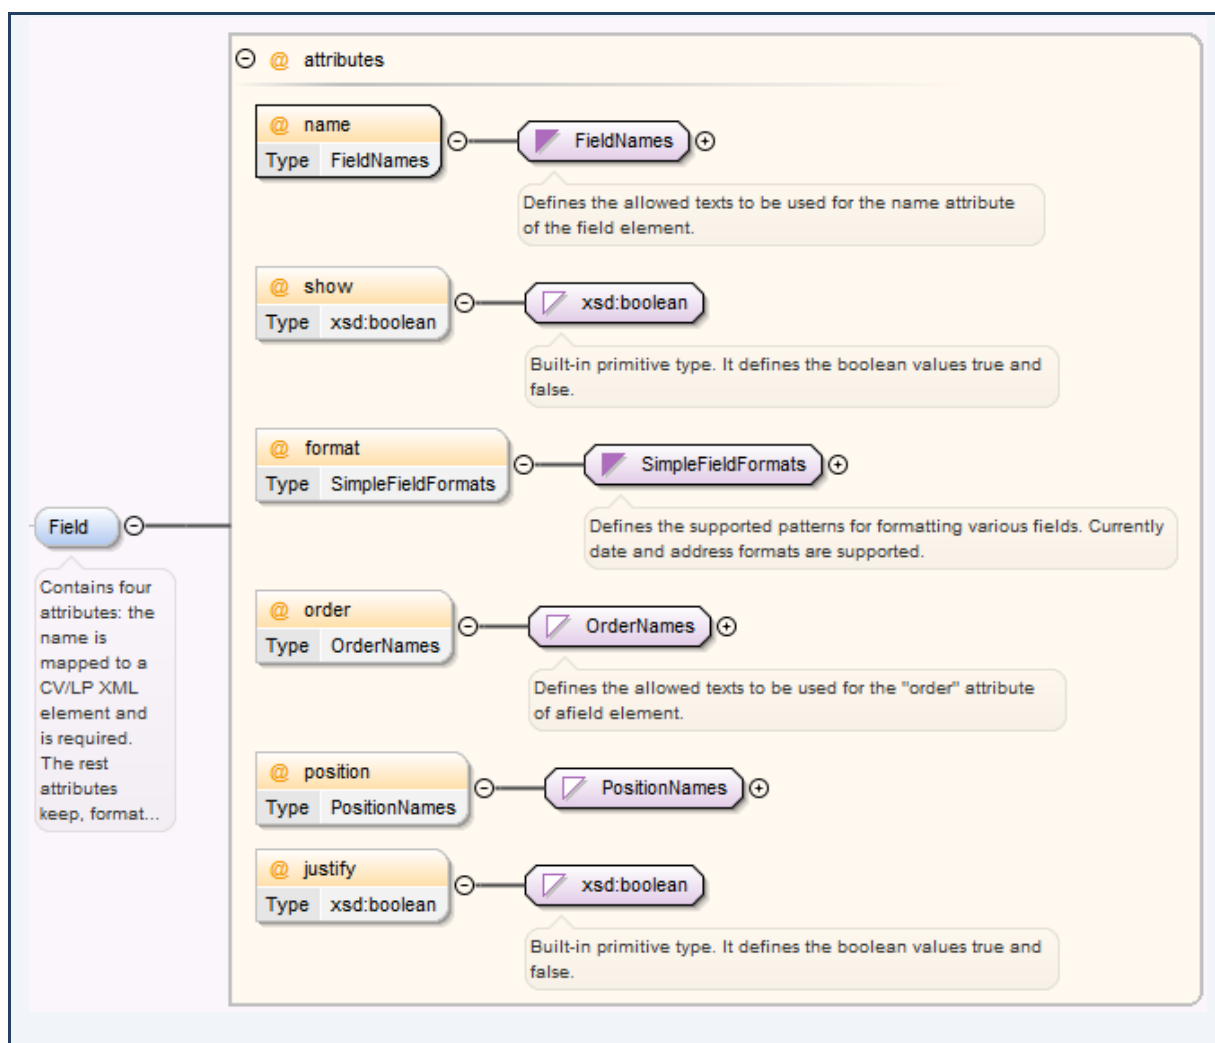 @ attributes
@ name
Type FieldNames
FieldNames
Defines the allowed texts to be used for the name attribute
of the field element.
@ show
Type xsd:boolean
xsd:boolean
Built-in primitive type. It defines the boolean values true and
false.
@ format
Type SimpleFieldFormats
SimpleFieldFormats
Defines the supported patterns for formatting various fields. Currently
date and address formats are supported.
Field
Contains four
attributes: the
name is
mapped to a
CV/LP XML
element and
is required.
The rest
attributes
keep, format...
@ order
Type OrderNames
OrderNames
Defines the allowed texts to be used for the "order" attribute
of afield element.
@ position
Type PositionNames
PositionNames
@ justify
Type xsd:boolean
xsd:boolean
Built-in primitive type. It defines the boolean values true and
false.